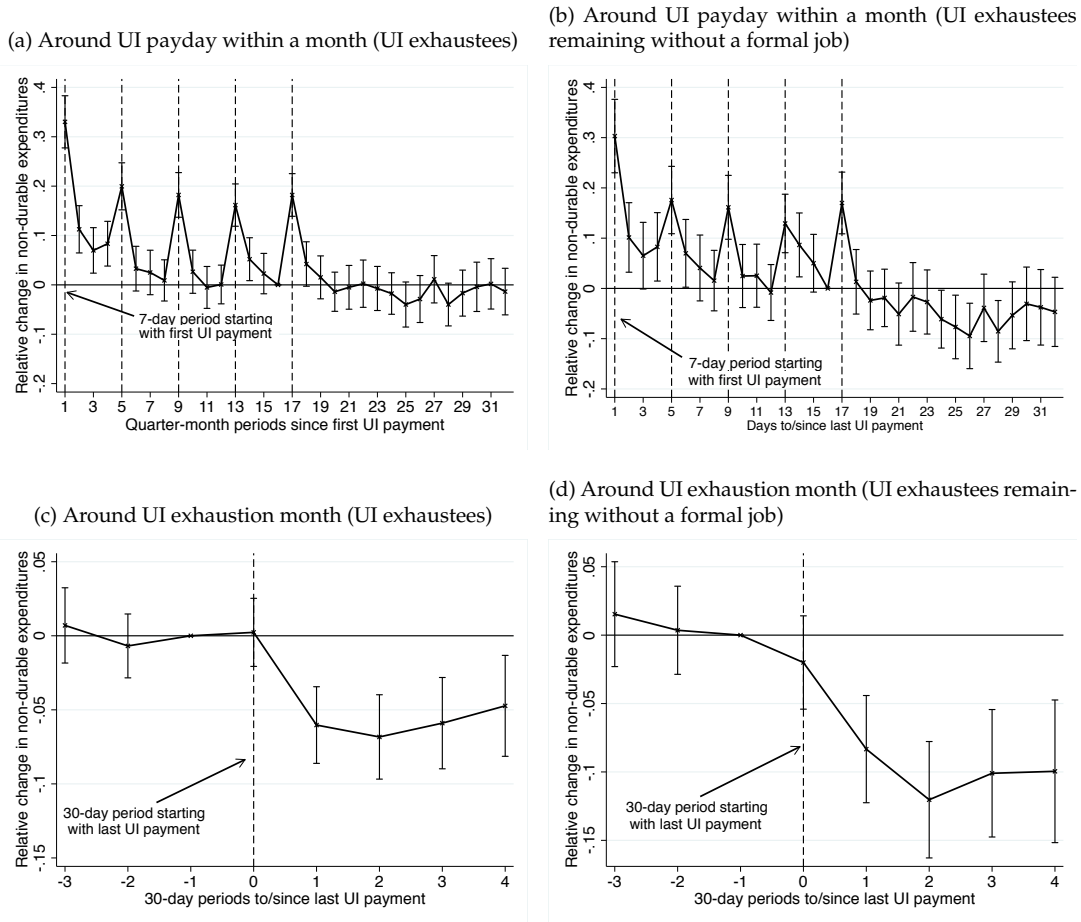 (a) Around UI payday within a month (UI exhaustees)
Relative change in non-durable expenditures
.4
.3
.2
.1
0
-.1
-.2
7-day period starting
with first UI payment
1 3 5 7 9 11 13 15 17 19 21 23 25 27 29 31
Quarter-month periods since first UI payment
(b) Around UI payday within a month (UI exhaustees
remaining without a formal job)
Relative change in non-durable expenditures
.4
.3
.2
.1
0
-.1
-.2
7-day period starting
with first UI payment
1 3 5 7 9 11 13 15 17 19 21 23 25 27 29 31
Days to/since last UI payment
(c) Around UI exhaustion month (UI exhaustees)
Relative change in non-durable expenditures
.05
0
-.05
-.1
-.15
30-day period starting
with last UI payment
-3 -2 -1 0 1 2 3 4
30-day periods to/since last UI payment
(d) Around UI exhaustion month (UI exhaustees remain-
ing without a formal job)
Relative change in non-durable expenditures
.05
0
-.05
-.1
-.15
30-day period starting
with last UI payment
-3 -2 -1 0 1 2 3 4
30-day periods to/since last UI payment